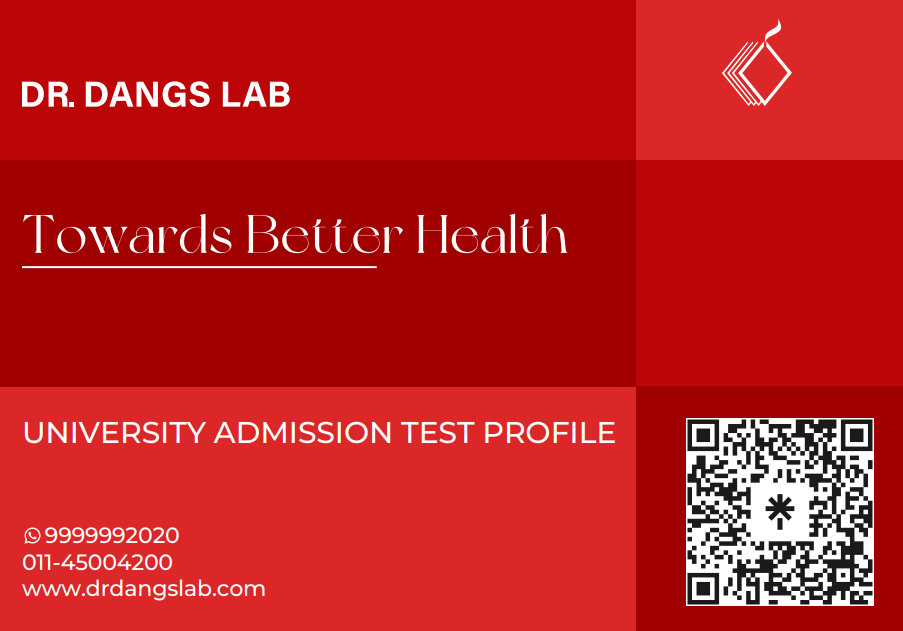 DR. DANGS LAB
Towards Better Health
UNIVERSITY ADMISSION TEST PROFILE
9999992020
011-45004200
www.drdangslab.com